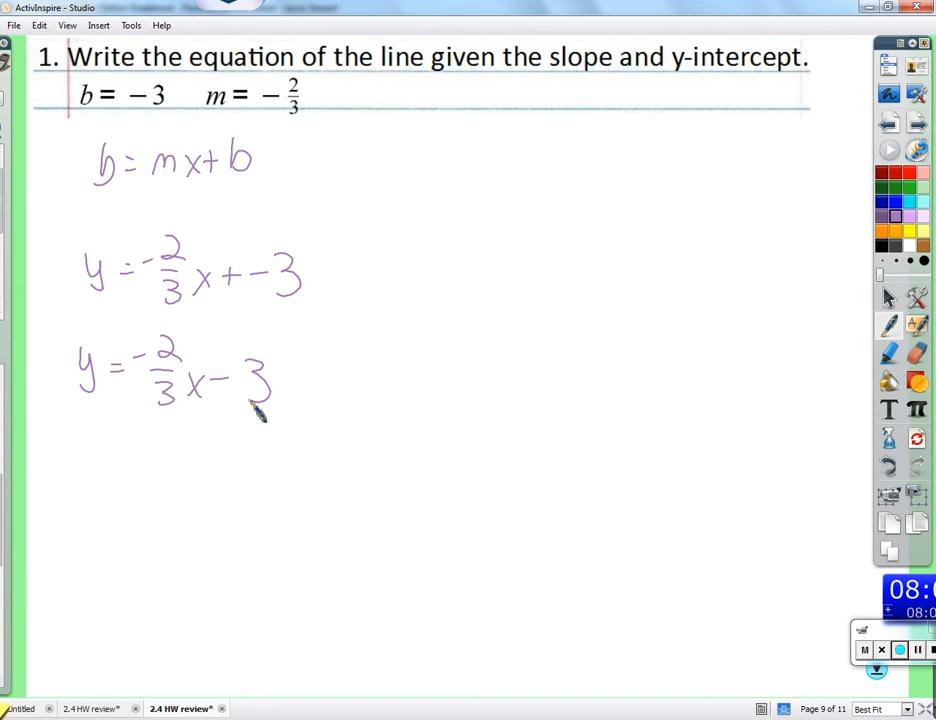 ActivInspire - Studio
File Edit View Insert Tools Help
1. Write the equation of the line given the slope and y-intercept.
b = −3 m = − 2/3
b = mx+b
y = -2/3 x + -3
y = -2/3 x - 3
08:0
08:0
M
Untitled 2.4 HW review* 2.4 HW review* Page 9 of 11 Best Fit